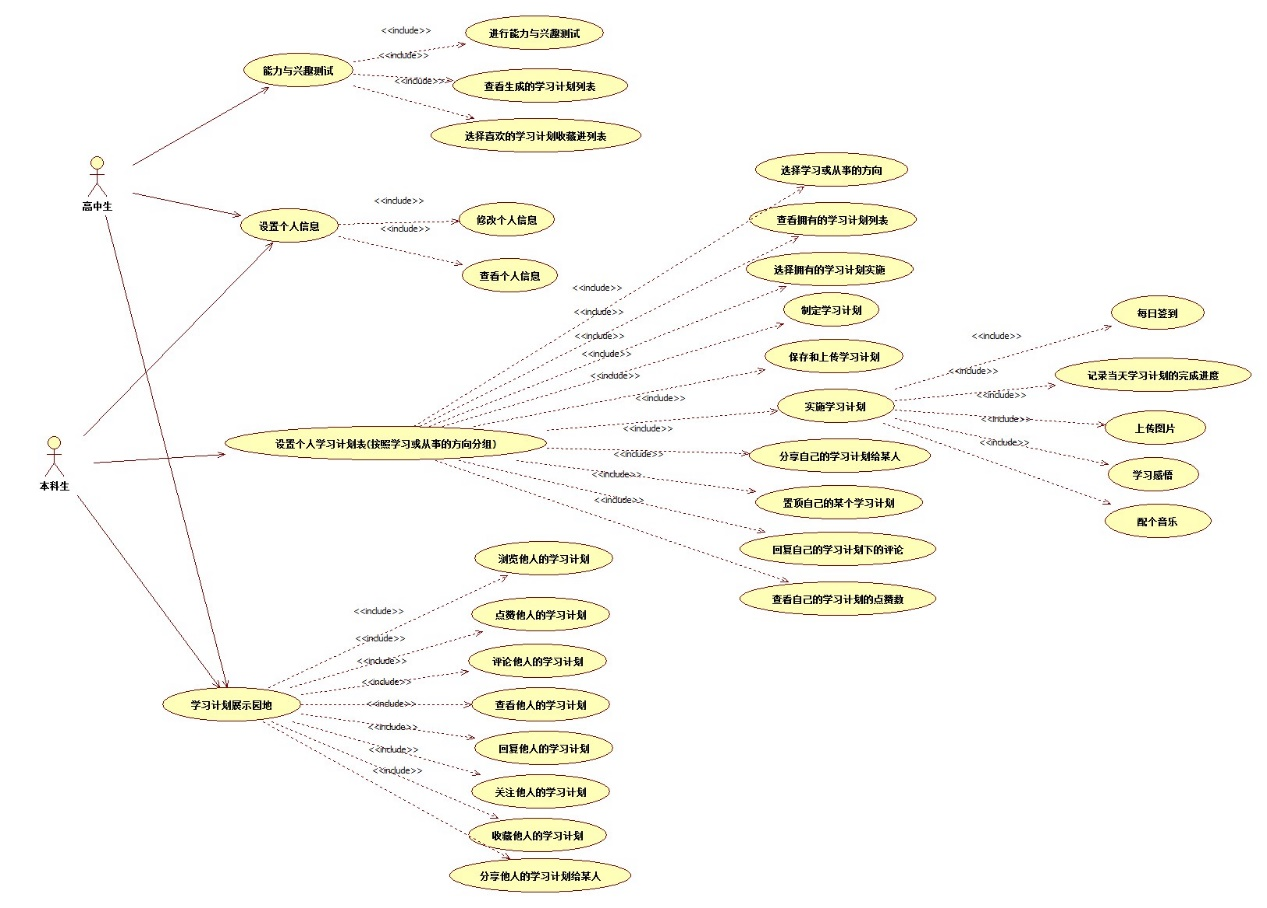 <<include>>
进行能力与兴趣测试
<<include>>
能力与兴趣测试
<<include>>
查看生成的学习计划列表
选择喜欢的学习计划收藏进列表
高中生
<<include>>
设置个人信息
修改个人信息
<<include>>
查看个人信息
选择学习或从事的方向
查看拥有的学习计划列表
选择拥有的学习计划实施
<<include>>
制定学习计划
<<include>>
<<include>>
保存和上传学习计划
<<include>>
<<include>>
实施学习计划
<<include>>
<<include>>
每日签到
<<include>>
记录当天学习计划的完成进度
<<include>>
上传图片
<<include>>
<<include>>
学习感悟
配个音乐
本科生
设置个人学习计划表(按照学习或从事的方向分组)
<<include>>
<<include>>
分享自己的学习计划给某人
<<include>>
置顶自己的某个学习计划
<<include>>
回复自己的学习计划下的评论
查看自己的学习计划的点赞数
浏览他人的学习计划
<<include>>
点赞他人的学习计划
<<include>>
<<include>>
评论他人的学习计划
<<include>>
学习计划展示园地
<<include>>
查看他人的学习计划
<<include>>
回复他人的学习计划
<<include>>
<<include>>
关注他人的学习计划
收藏他人的学习计划
分享他人的学习计划给某人